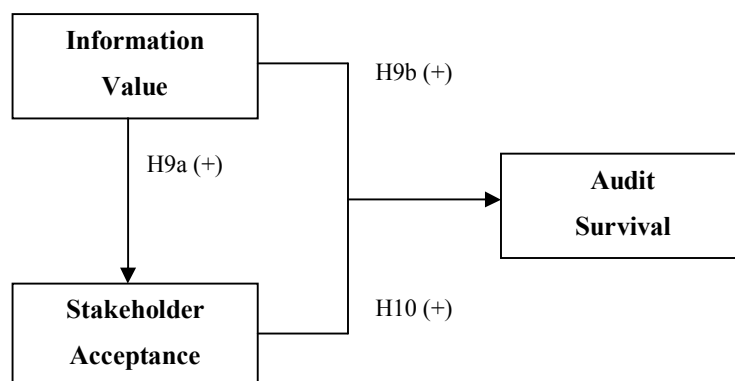 Information
Value
H9b (+)
H9a (+)
Audit
Survival
Stakeholder
Acceptance
H10 (+)